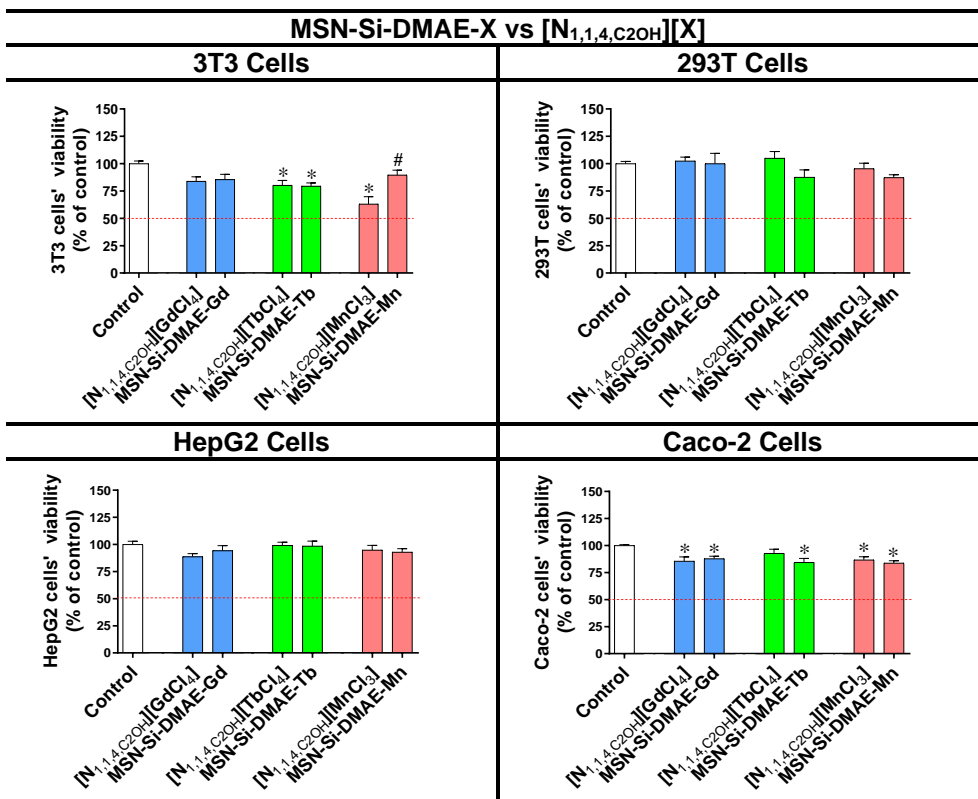 MSN-Si-DMAE-X vs [N1,1,4,C2OH][X]
3T3 Cells
293T Cells
3T3 cells' viability
(% of control)
150
125
100
75
50
25
0
* * * #
Control
[N1,1,4,C2OH][GdCl4]
MSN-Si-DMAE-Gd
[N1,1,4,C2OH][TbCl4]
MSN-Si-DMAE-Tb
[N1,1,4,C2OH][MnCl3]
MSN-Si-DMAE-Mn
293T cells' viability
(% of control)
150
125
100
75
50
25
0
Control
[N1,1,4,C2OH][GdCl4]
MSN-Si-DMAE-Gd
[N1,1,4,C2OH][TbCl4]
MSN-Si-DMAE-Tb
[N1,1,4,C2OH][MnCl3]
MSN-Si-DMAE-Mn
HepG2 Cells
Caco-2 Cells
HepG2 cells' viability
(% of control)
150
125
100
75
50
25
0
Control
[N1,1,4,C2OH][GdCl4]
MSN-Si-DMAE-Gd
[N1,1,4,C2OH][TbCl4]
MSN-Si-DMAE-Tb
[N1,1,4,C2OH][MnCl3]
MSN-Si-DMAE-Mn
Caco-2 cells' viability
(% of control)
150
125
100
75
50
25
0
* * * * *
Control
[N1,1,4,C2OH][GdCl4]
MSN-Si-DMAE-Gd
[N1,1,4,C2OH][TbCl4]
MSN-Si-DMAE-Tb
[N1,1,4,C2OH][MnCl3]
MSN-Si-DMAE-Mn